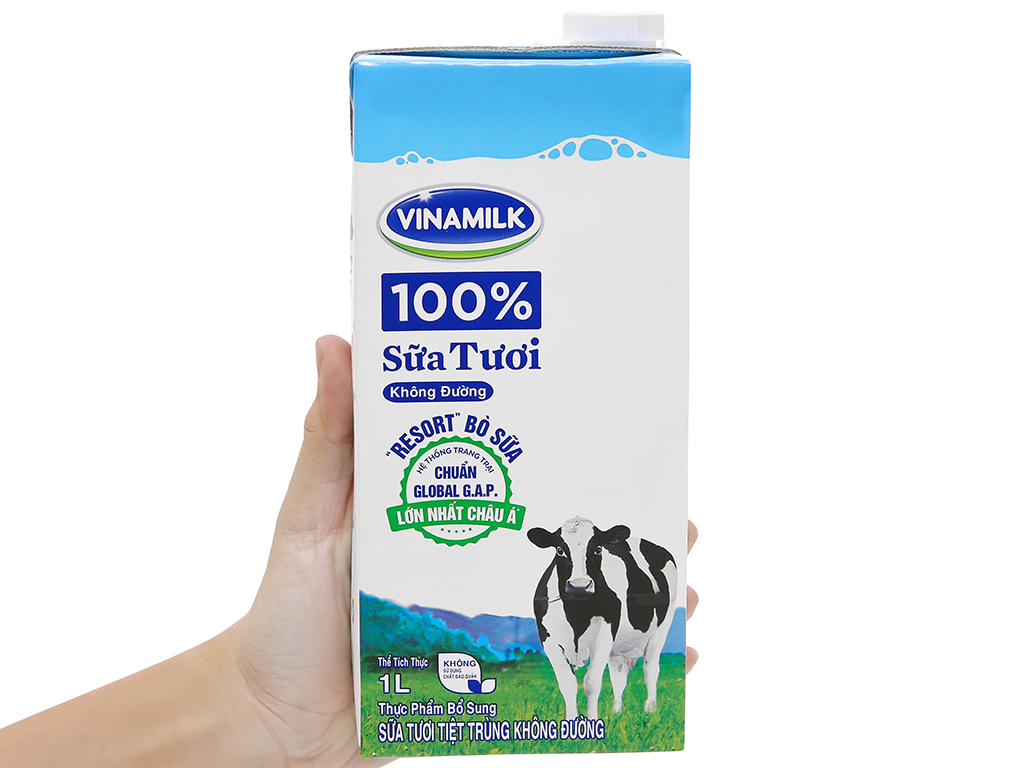 VINAMILK
100%
Sữa Tươi
Không Đường
"RESORT" BÒ SỮA
HỆ THỐNG TRANG TRẠI
CHUẨN
GLOBAL G.A.P.
LỚN NHẤT CHÂU Á*
Thể Tích Thực
1L
KHÔNG
SỬ DỤNG
CHẤT BẢO QUẢN
Thực Phẩm Bổ Sung
SỮA TƯƠI TIỆT TRÙNG KHÔNG ĐƯỜNG